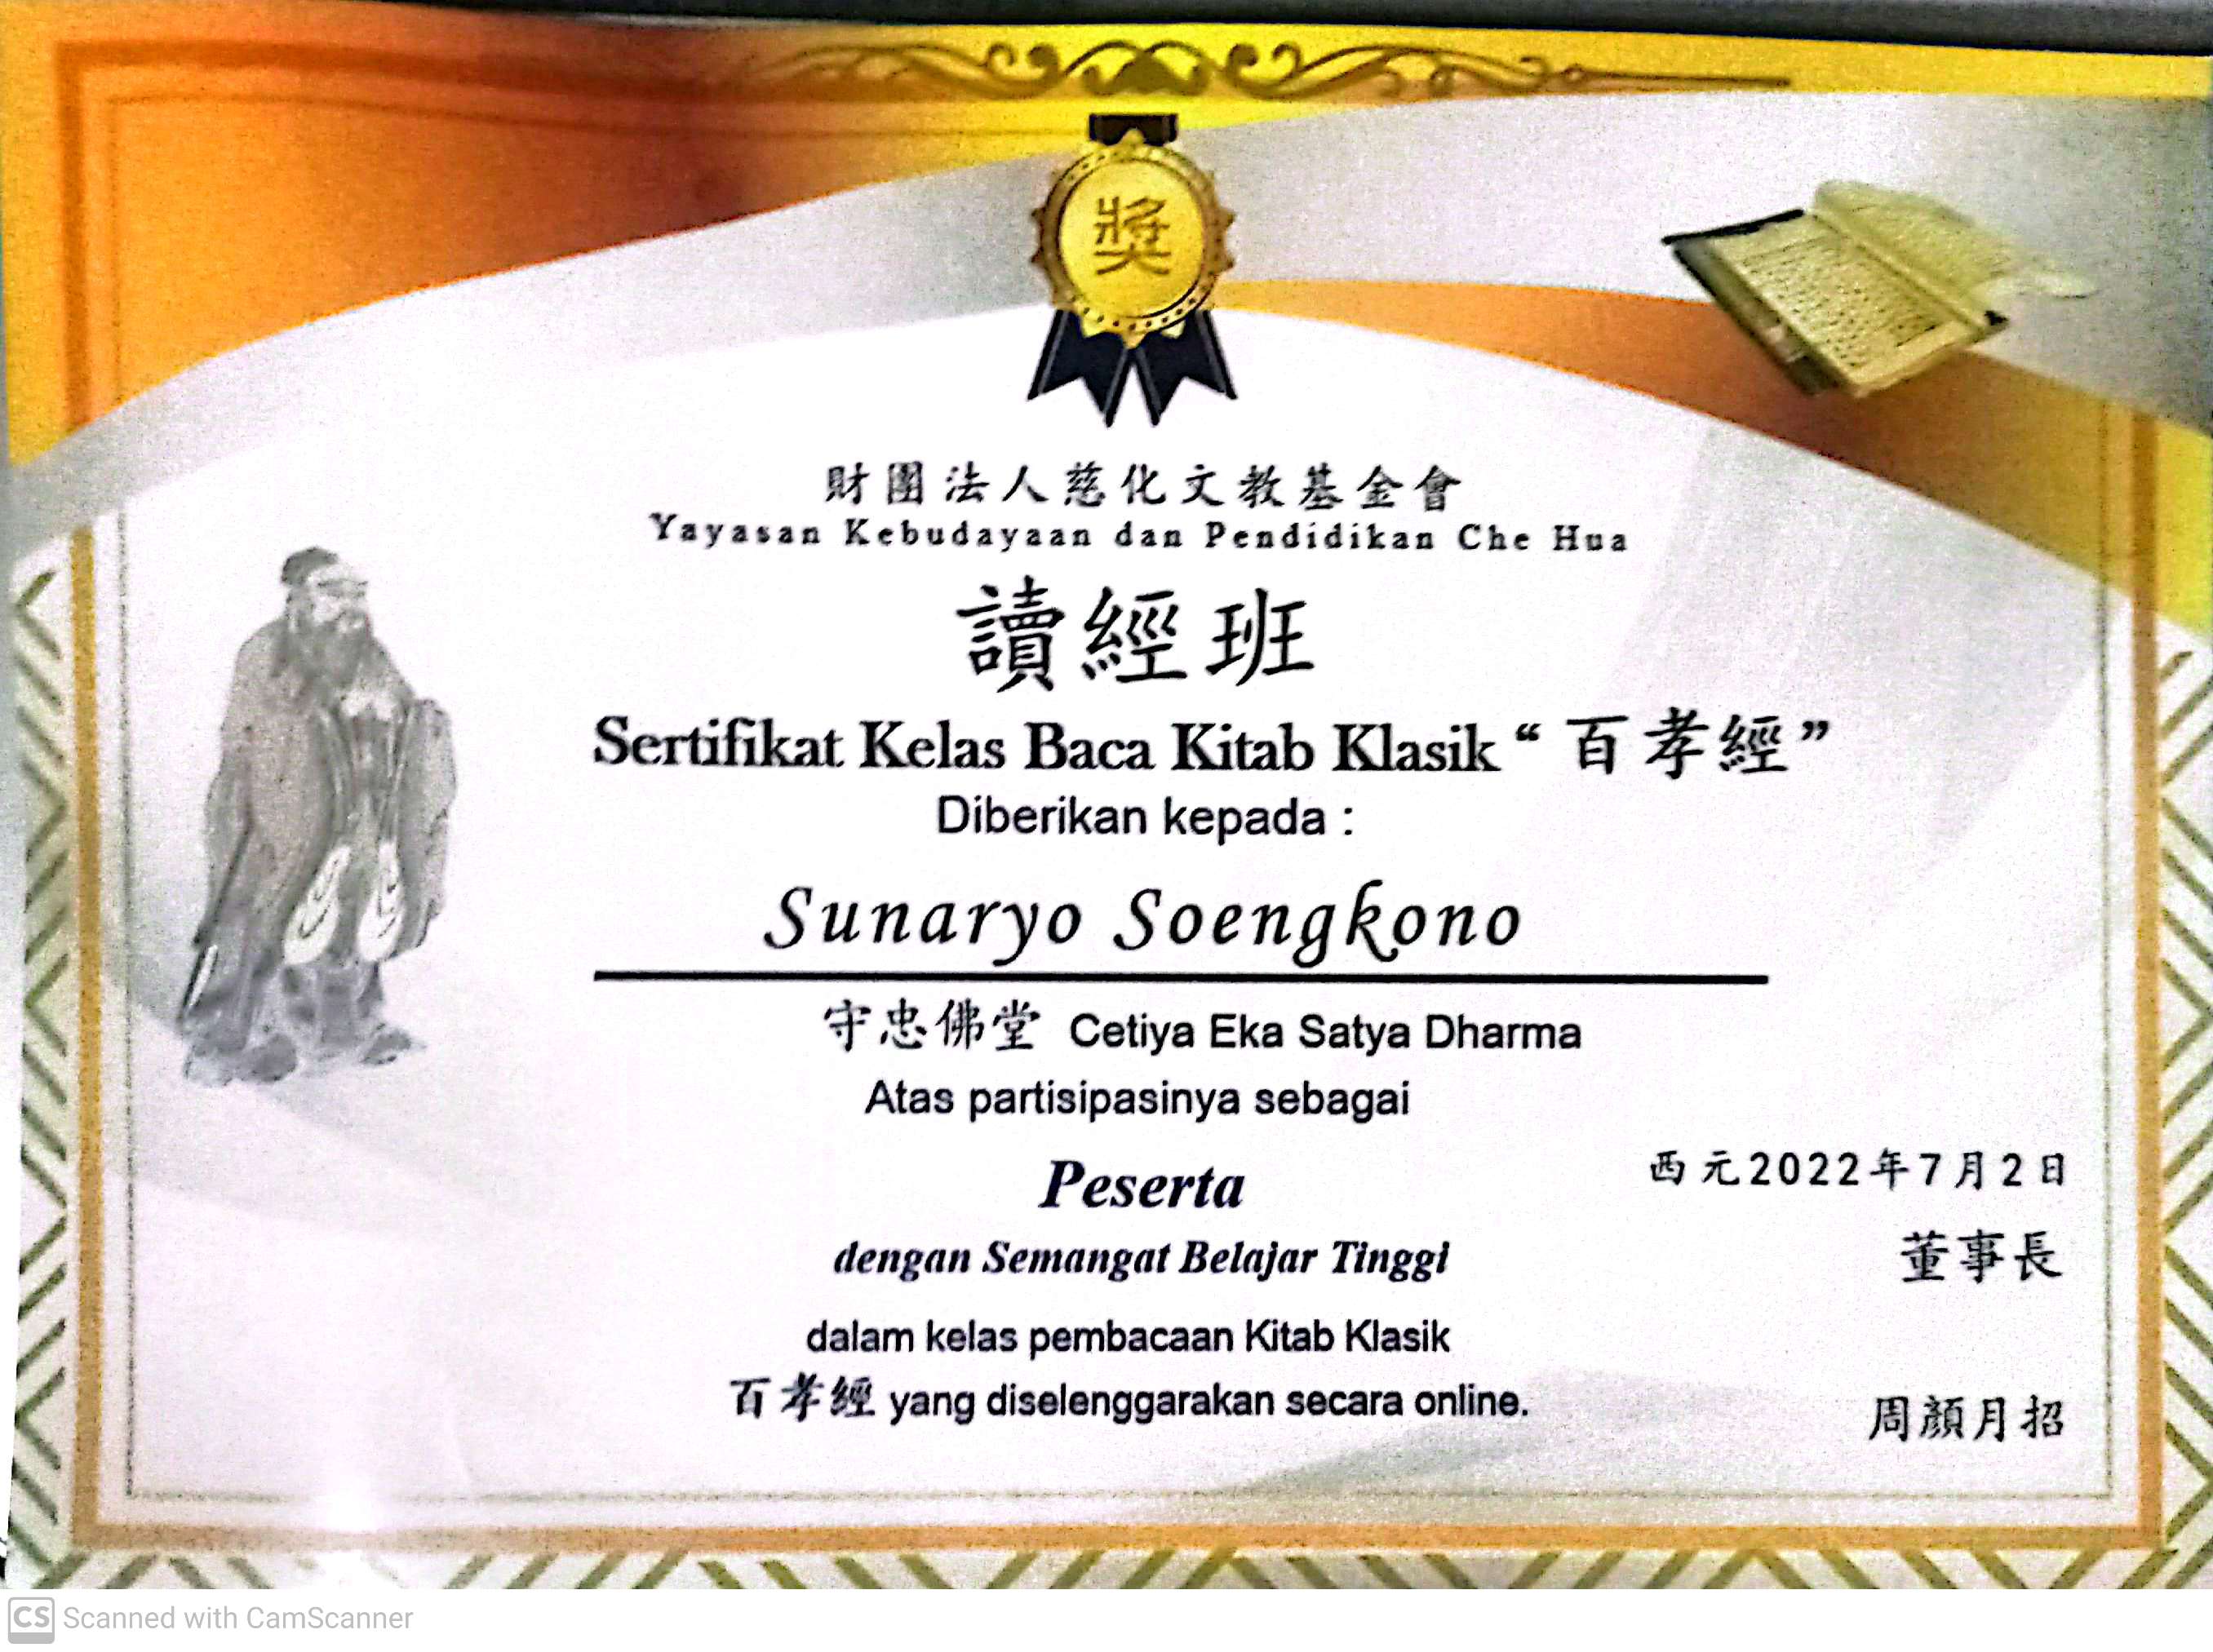 獎
財團法人慈化文教基金會
Yayasan Kebudayaan dan Pendidikan Che Hua
讀經班
Sertifikat Kelas Baca Kitab Klasik “ 百孝經”
Diberikan kepada :
Sunaryo Soengkono
守忠佛堂 Cetiya Eka Satya Dharma
Atas partisipasinya sebagai
Peserta
dengan Semangat Belajar Tinggi
dalam kelas pembacaan Kitab Klasik
百孝經 yang diselenggarakan secara online.
西元2022年7月2日
董事長
周顏月招
CS Scanned with CamScanner